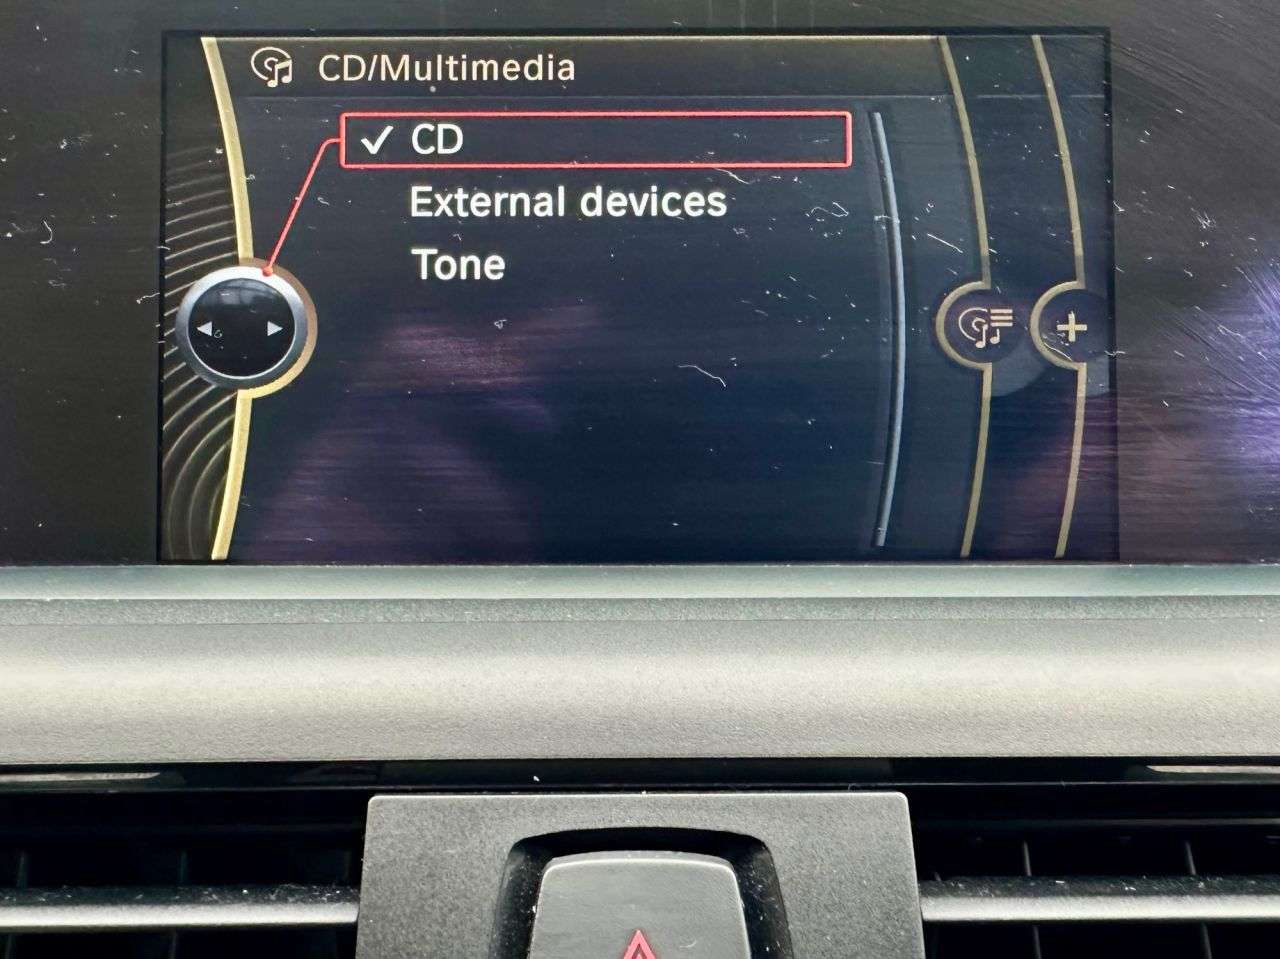 CD/Multimedia
✓ CD
External devices
Tone